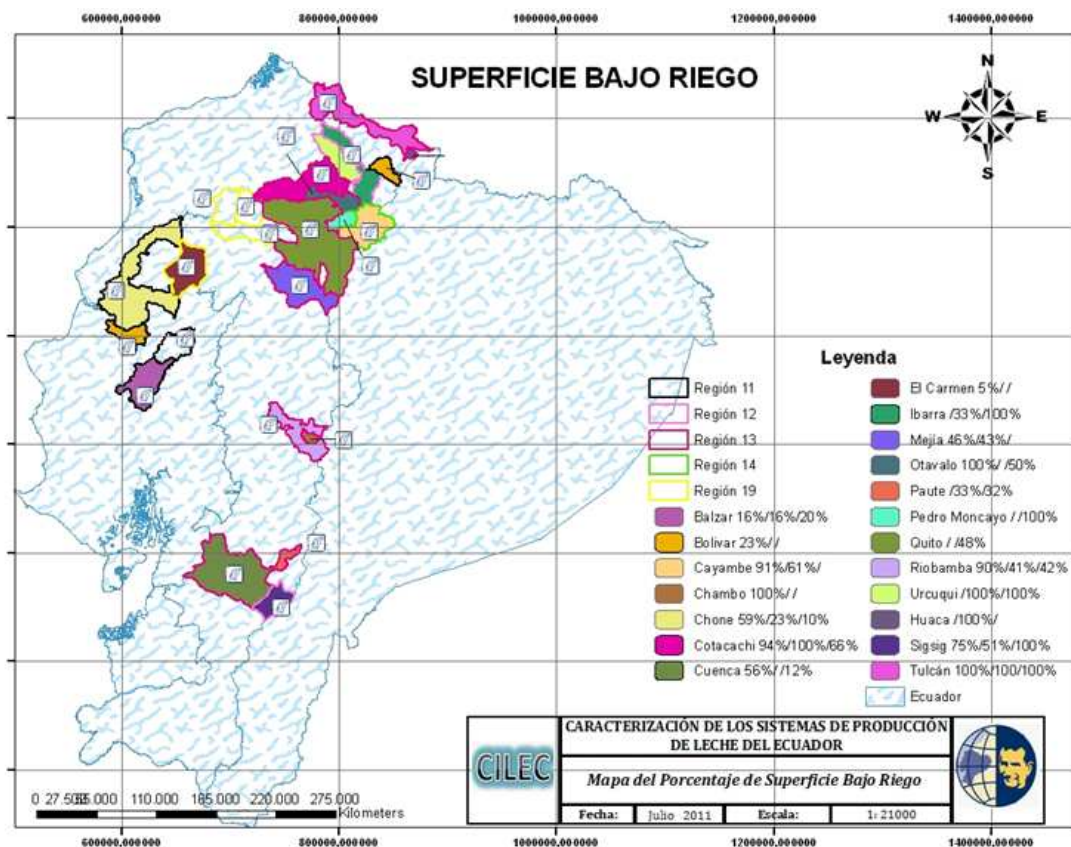 600000,000000 800000,000000 1000000,000000 1200000,000000 1400000,000000
SUPERFICIE BAJO RIEGO
N
W E
S
Leyenda
Región 11
Región 12
Región 13
Región 14
Región 19
Balzar 16%/16%/20%
Bolivar 23%/ /
Cayambe 91%/61%/
Chambo 100%/ /
Chone 59%/23%/10%
Cotacachi 94%/100%/66%
Cuenca 56%/ /12%
El Carmen 5%/ /
Ibarra /33%/100%
Mejía 46%/43%/
Otavalo 100%/ /50%
Paute /33%/32%
Pedro Moncayo / /100%
Quito / /48%
Riobamba 90%/41%/42%
Urcuqui /100%/100%
Huaca /100%/
Sigsig 75%/51%/100%
Tulcán 100%/100/100%
Ecuador
CILEC
CARACTERIZACIÓN DE LOS SISTEMAS DE PRODUCCIÓN
DE LECHE DEL ECUADOR
Mapa del Porcentaje de Superficie Bajo Riego
Fecha: Julio 2011 Escala: 1:21000
0 110.000 165.000 220.000 275.000
Kilometers
600000,000000 800000,000000 1000000,000000 1200000,000000 1400000,000000